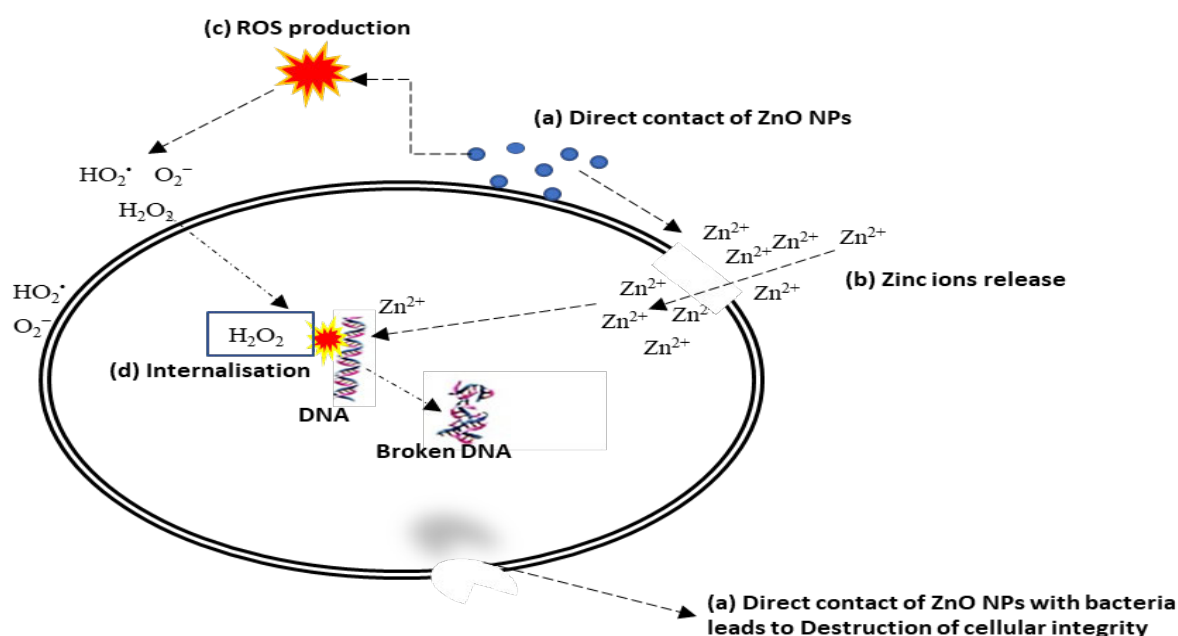 (c) ROS production
(a) Direct contact of ZnO NPs
HO₂• O₂⁻
H₂O₂
Zn²⁺
Zn²⁺ Zn²⁺ Zn²⁺
(b) Zinc ions release
Zn²⁺ Zn²⁺
HO₂•
O₂⁻
Zn²⁺
Zn²⁺ Zn²
Zn²⁺
H₂O₂
(d) Internalisation
DNA
Broken DNA
(a) Direct contact of ZnO NPs with bacteria
leads to Destruction of cellular integrity